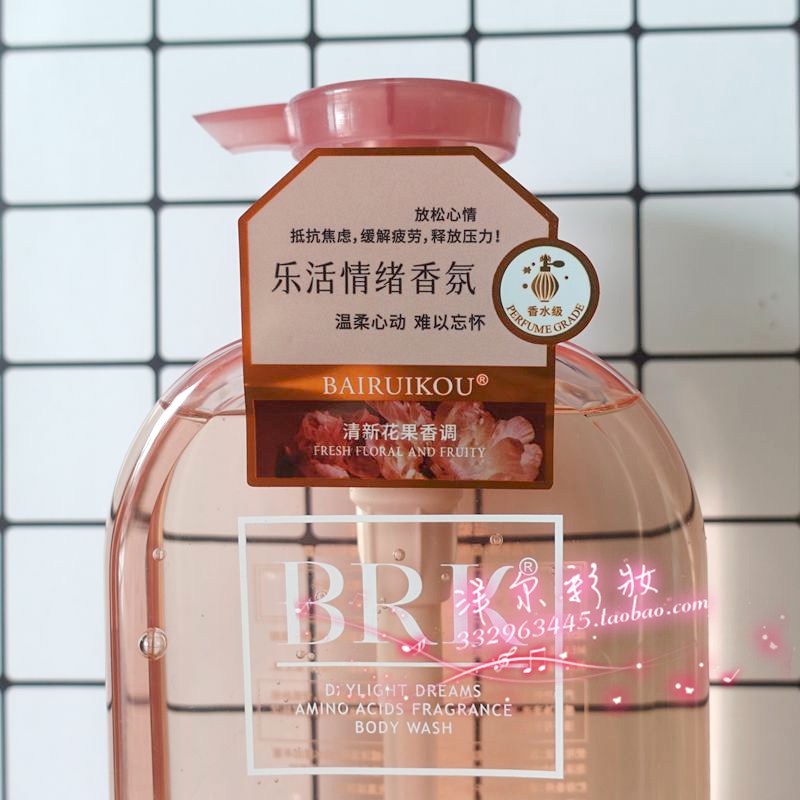 放松心情
抵抗焦虑,缓解疲劳,释放压力!
乐活情绪香氛
温柔心动 难以忘怀
香水级
PERFUME GRADE
BAIRUIKOU®
清新花果香调
FRESH FLORAL AND FRUITY
BRK®
洋京彩妆
332963445.taobao.com
DAYLIGHT DREAMS
AMINO ACIDS FRAGRANCE
BODY WASH